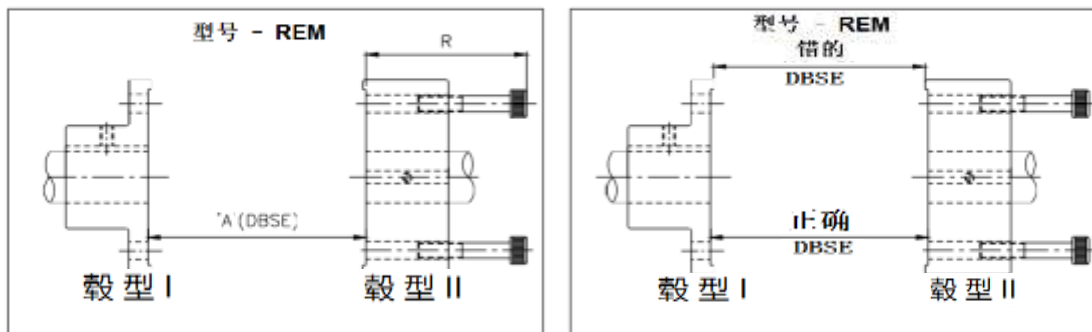 型号 - REM
R
'A'(DBSE)
毂 型 I
毂 型 II
型号 - REM
错的
DBSE
正确
DBSE
毂 型 I
毂 型 II